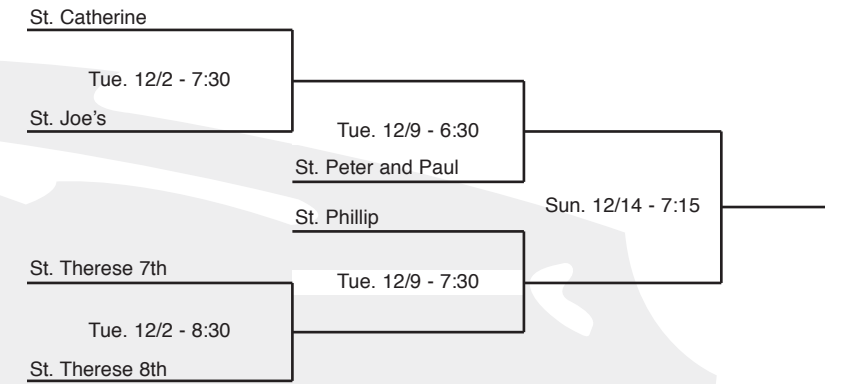 St. Catherine
Tue. 12/2 - 7:30
St. Joe's
Tue. 12/9 - 6:30
St. Peter and Paul
Sun. 12/14 - 7:15
St. Phillip
St. Therese 7th
Tue. 12/9 - 7:30
Tue. 12/2 - 8:30
St. Therese 8th